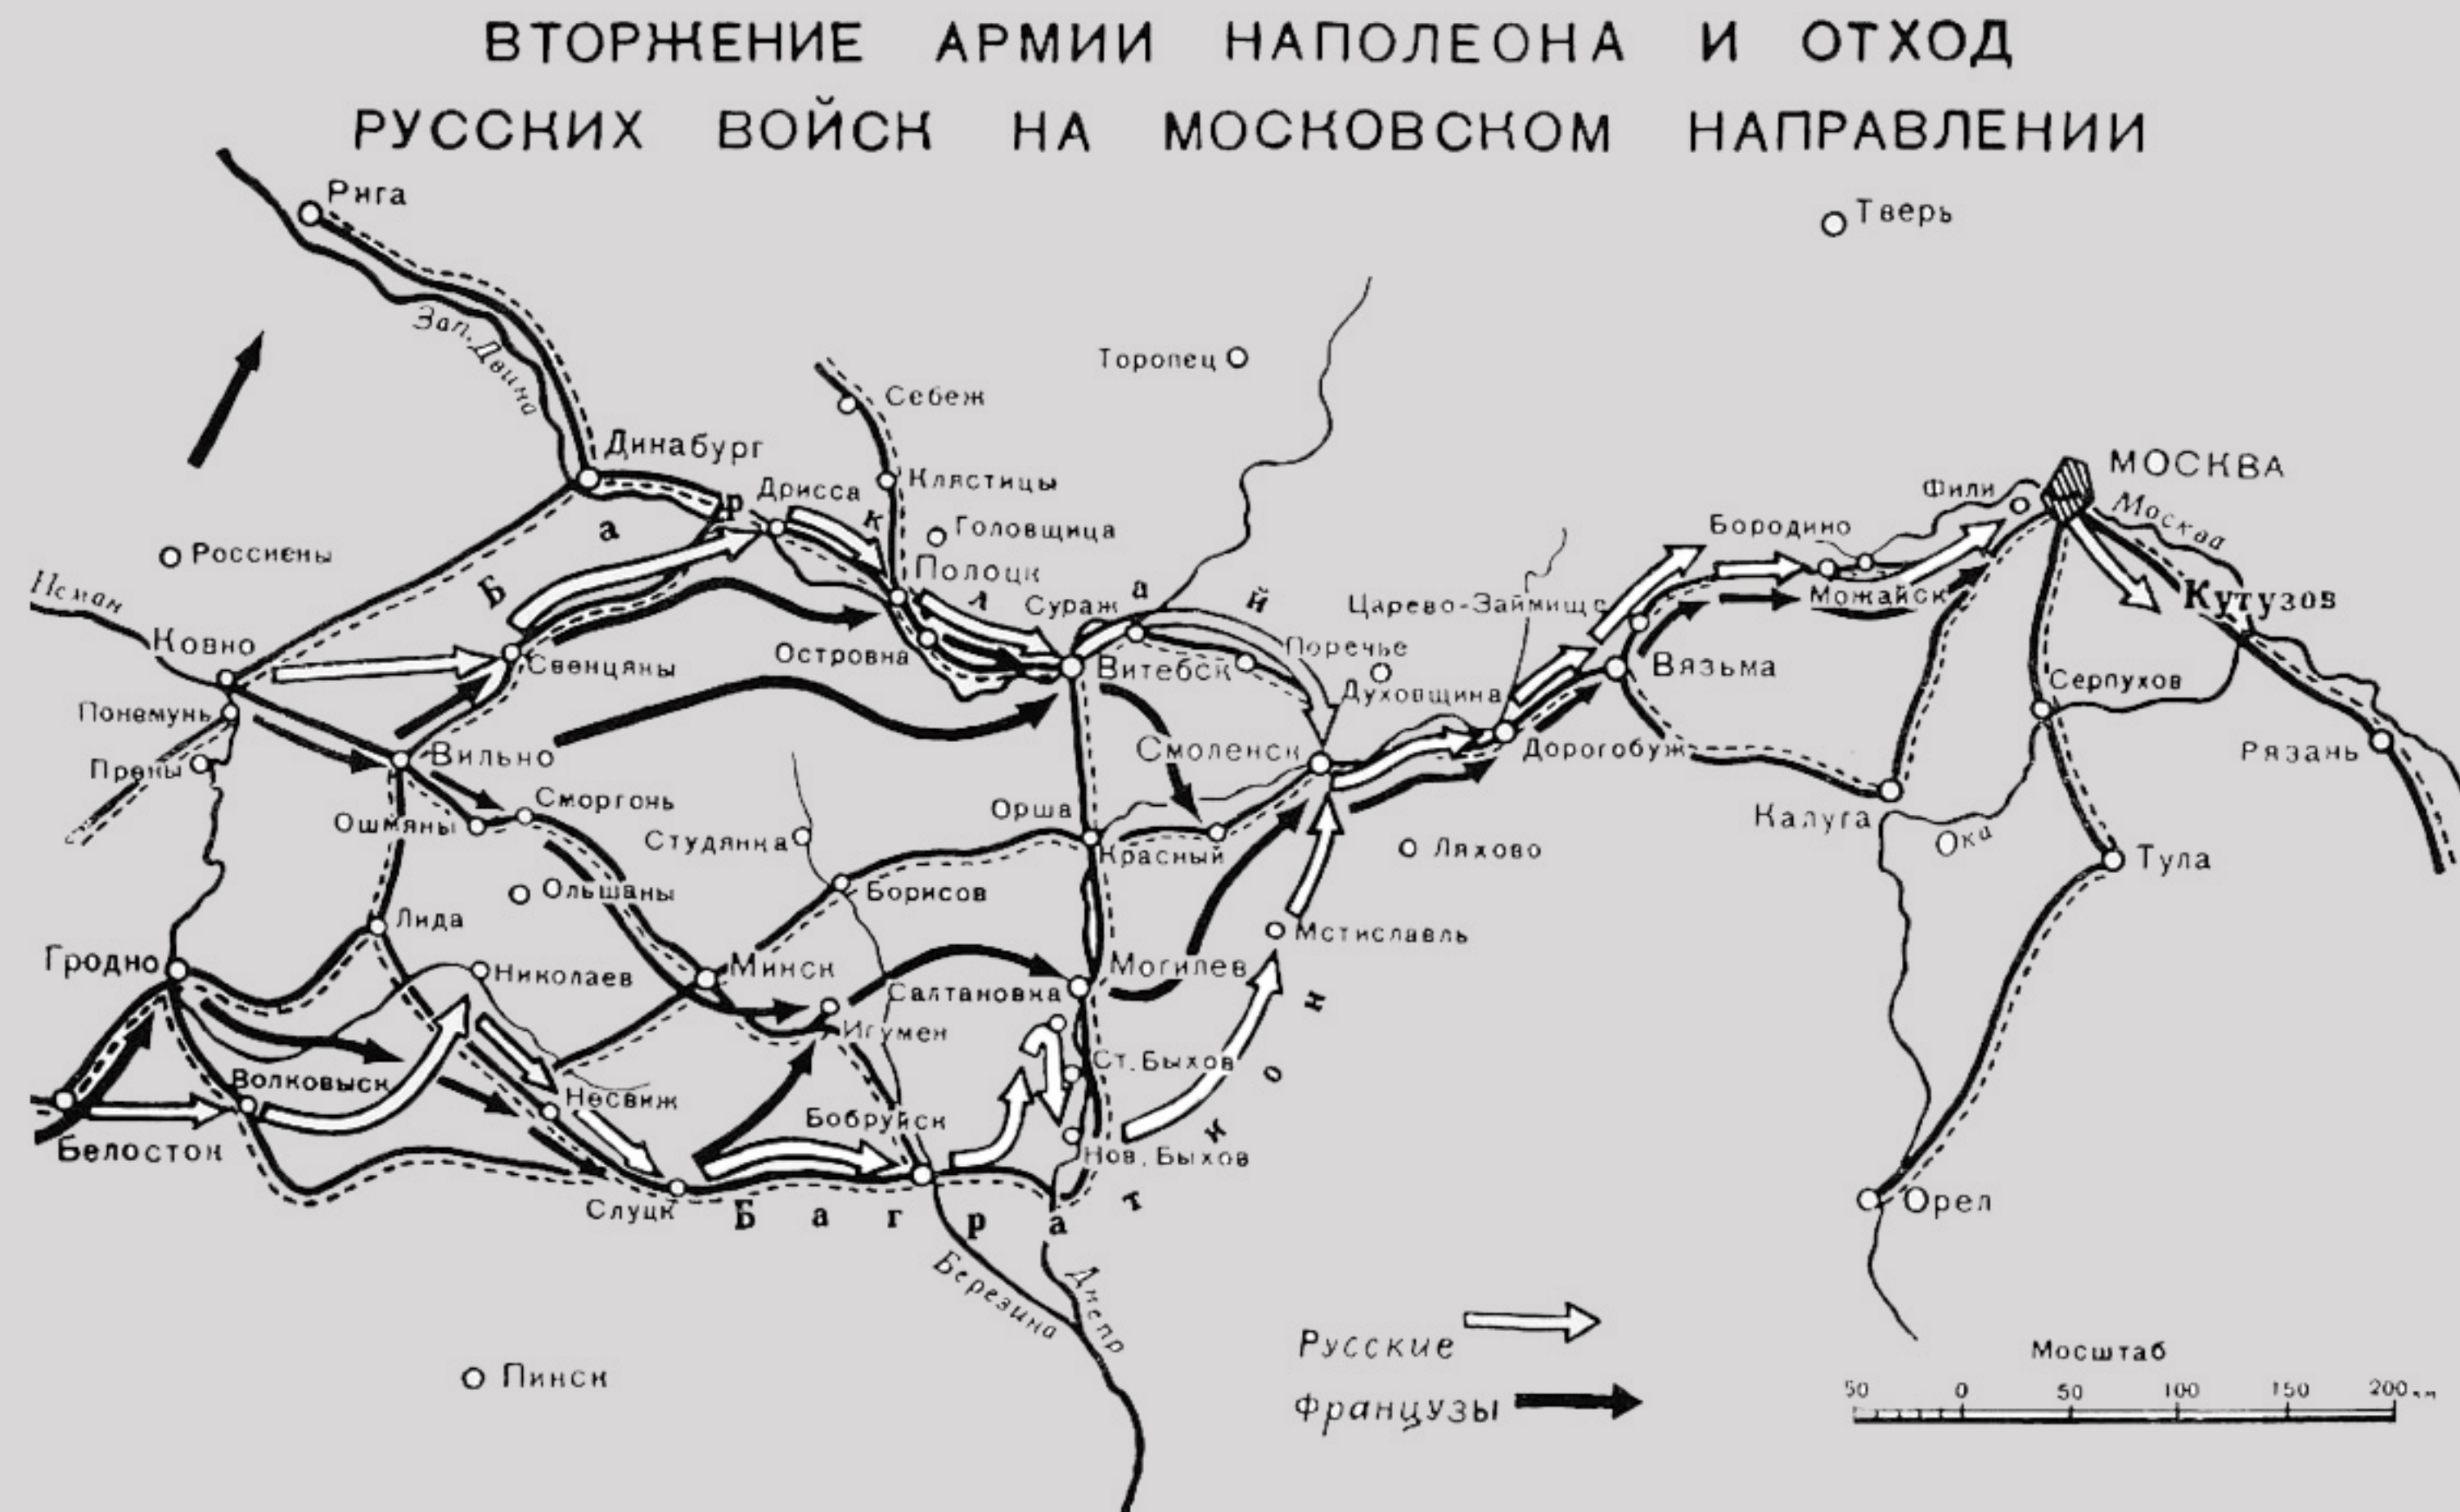 ВТОРЖЕНИЕ АРМИИ НАПОЛЕОНА И ОТХОД
РУССКИХ ВОЙСК НА МОСКОВСКОМ НАПРАВЛЕНИИ
Рига
Тверь
Зап. Двина
Торопец
Себеж
Динабург
Дрисса
Клястицы
Головщица
МОСКВА
Фили
Москва
Бородино
Россиены
Неман
Полоцк
Сураж
Барклай
Царево-Займище
Можайск
Кутузов
Ковно
Свенцяны
Островна
Витебск
Поречье
Духовщина
Вязьма
Серпухов
Понемунь
Прены
Вильно
Смоленск
Дорогобуж
Рязань
Ошмяны
Сморгонь
Студянка
Орша
Красный
Ляхово
Калуга
Ока
Тула
Ольшаны
Борисов
Лида
Мстиславль
Гродно
Николаев
Минск
Могилев
Салтановка
Игумен
Ст. Быхов
Волковыск
Несвиж
Бобруйск
Нов. Быхов
Белосток
Слуцк
Багратион
Орел
Березина
Днепр
Пинск
Русские
Французы
Мосштаб
50 0 50 100 150 200 км